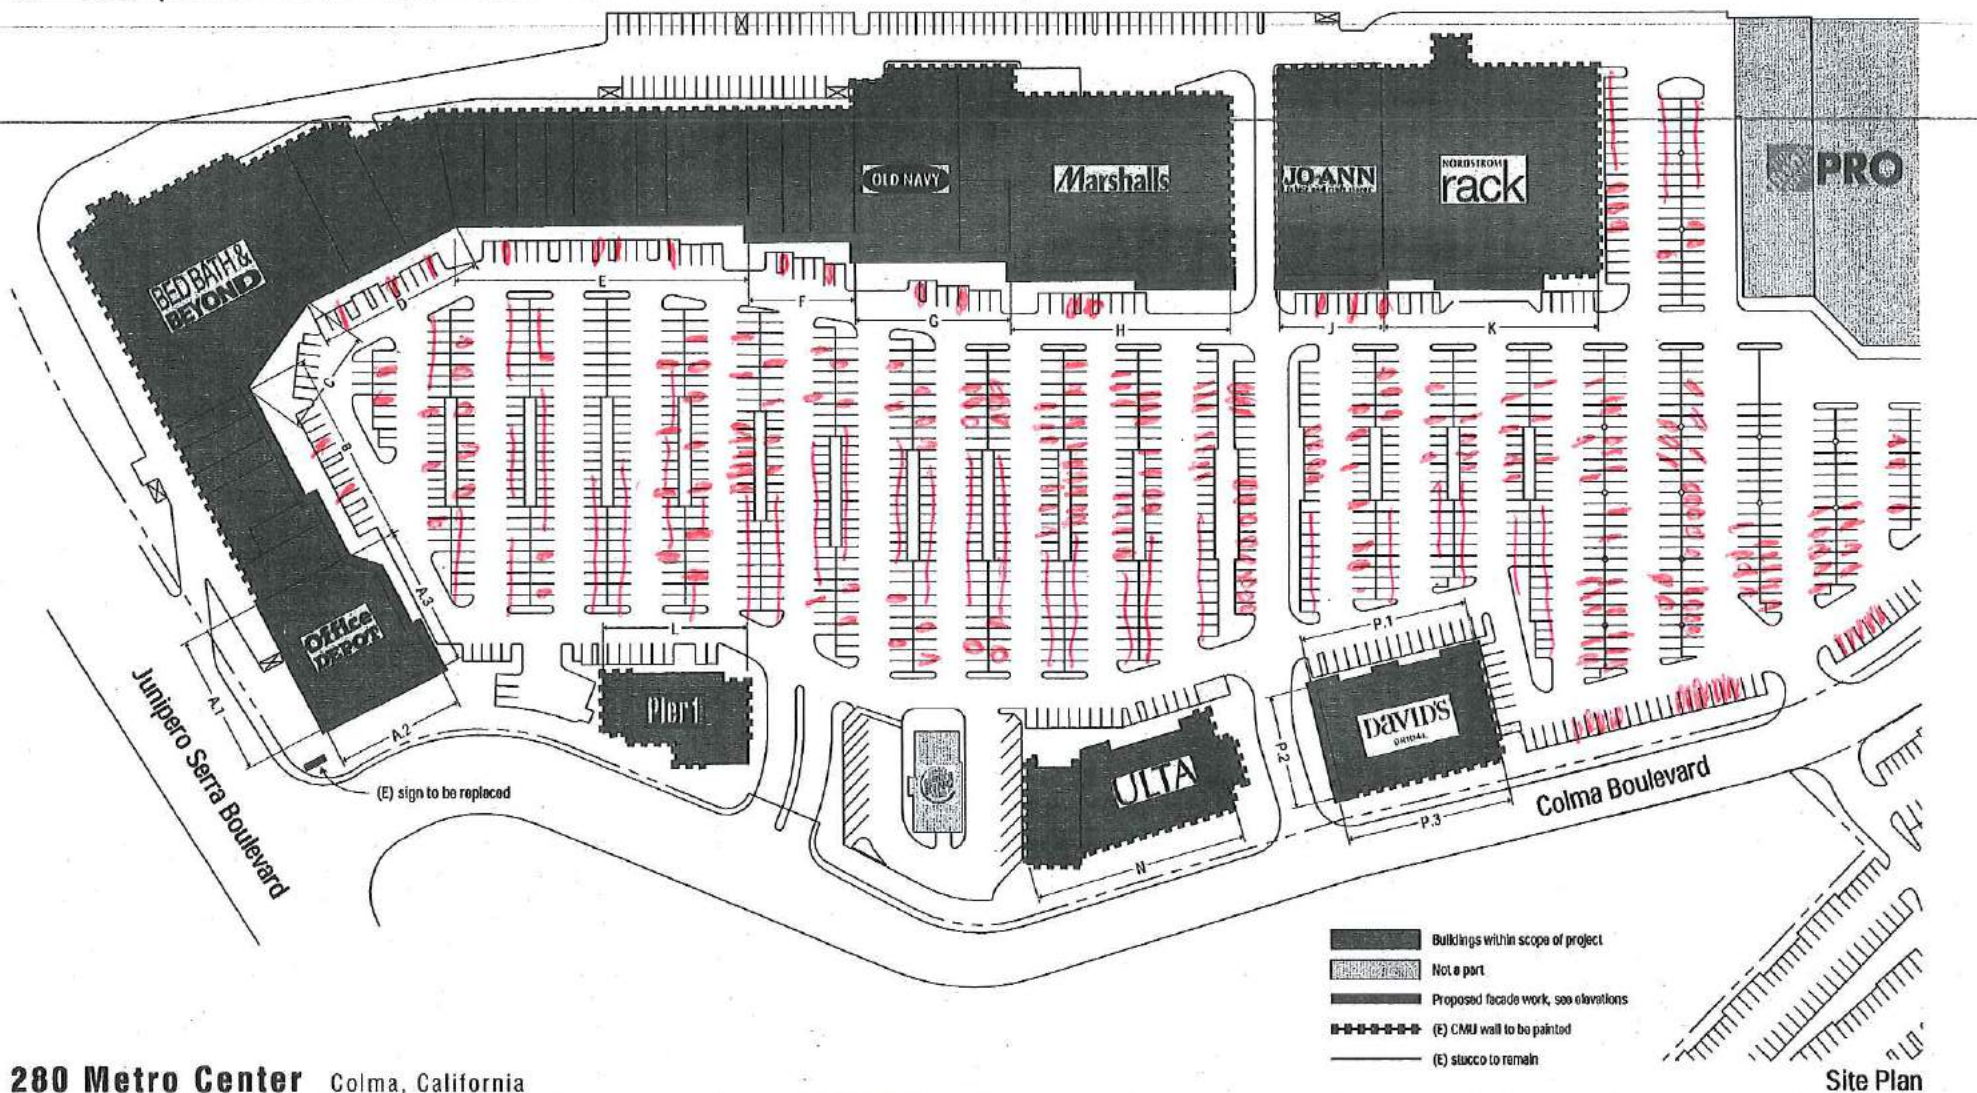 OLD NAVY
Marshalls
JO-ANN
NORDSTROM
rack
PRO
BED BATH &
BEYOND
E
D
F
G
H
J
K
C
B
A.3
Office
DEPOT
L
Pier 1
P.1
DAVID'S
BRIDAL
P.2
P.3
ULTA
N
A.1
A.2
Junipero Serra Boulevard
(E) sign to be replaced
Colma Boulevard
Buildings within scope of project
Not a part
Proposed facade work, see elevations
(E) CMU wall to be painted
(E) stucco to remain
280 Metro Center Colma, California
Site Plan